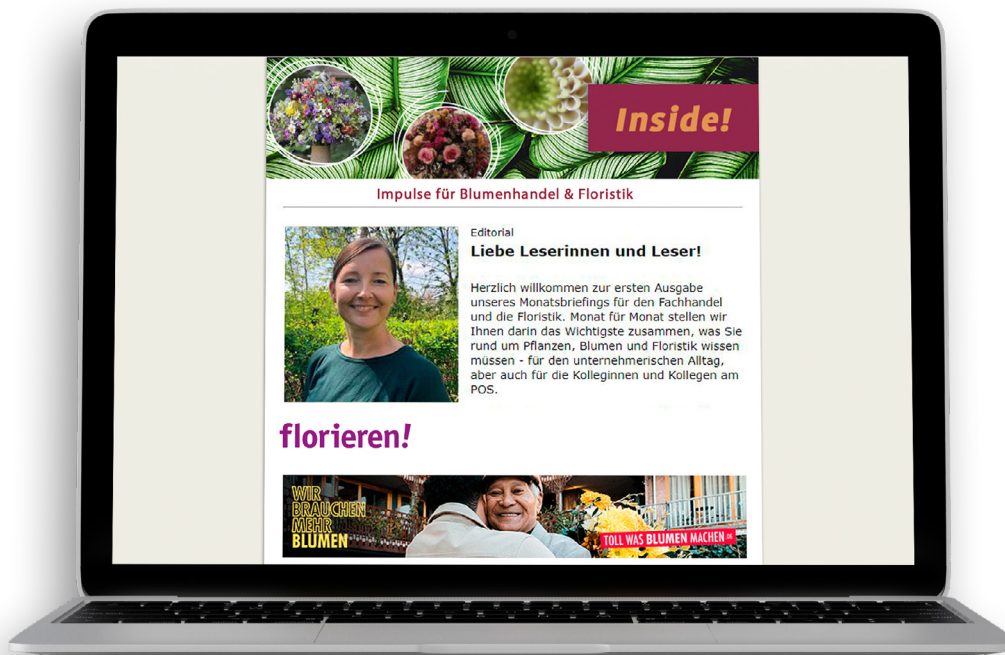 Inside!
Impulse für Blumenhandel & Floristik
Editorial
Liebe Leserinnen und Leser!
Herzlich willkommen zur ersten Ausgabe
unseres Monatsbriefings für den Fachhandel
und die Floristik. Monat für Monat stellen wir
Ihnen darin das Wichtigste zusammen, was Sie
rund um Pflanzen, Blumen und Floristik wissen
müssen - für den unternehmerischen Alltag,
aber auch für die Kolleginnen und Kollegen am
POS.
florieren!
WIR
BRAUCHEN
MEHR
BLUMEN
TOLL WAS BLUMEN MACHEN